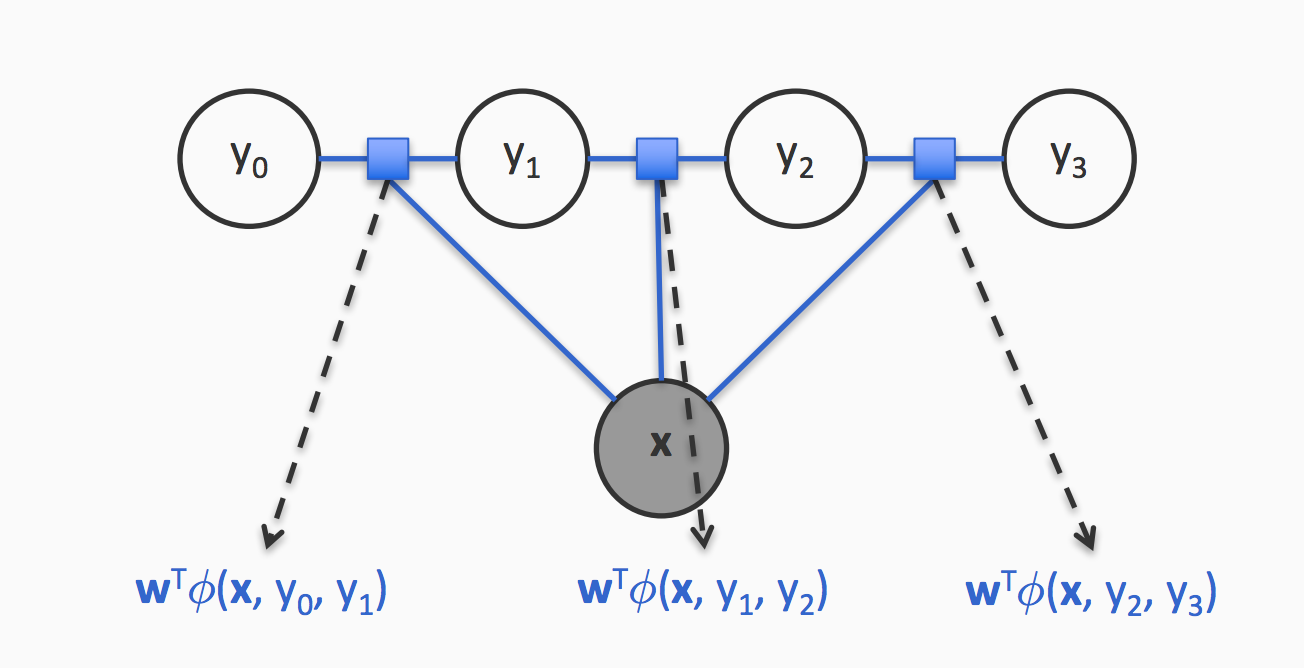 y₀ y₁ y₂ y₃
x
wᵀϕ(x, y₀, y₁) wᵀϕ(x, y₁, y₂) wᵀϕ(x, y₂, y₃)